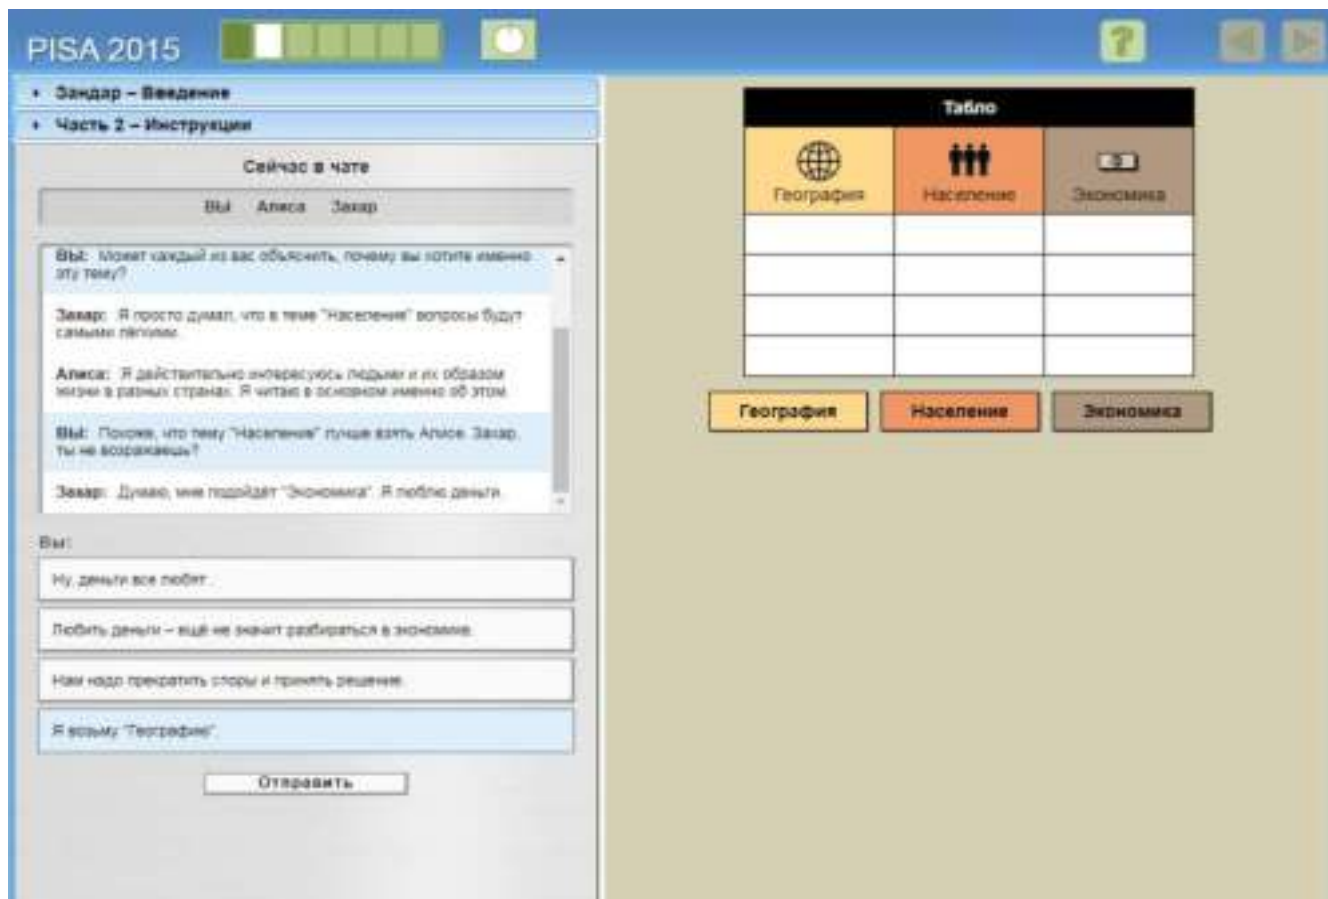 PISA 2015
?
Зандар – Введение
Часть 2 – Инструкции
Сейчас в чате
ВЫ Алиса Захар
ВЫ: Может каждый из вас объяснить, почему вы хотите именно
эту тему?
Захар: Я просто думал, что в теме "Население" вопросы будут
самыми лёгкими.
Алиса: Я действительно интересуюсь людьми и их образом
жизни в разных странах. Я читаю в основном именно об этом.
ВЫ: Похоже, что тему "Население" лучше взять Алисе. Захар,
ты не возражаешь?
Захар: Думаю, мне подойдёт "Экономика". Я люблю деньги.
Вы:
Ну, деньги все любят.
Любить деньги – ещё не значит разбираться в экономике.
Нам надо прекратить споры и принять решение.
Я возьму "Географию".
Отправить
Табло
География Население Экономика
География Население Экономика